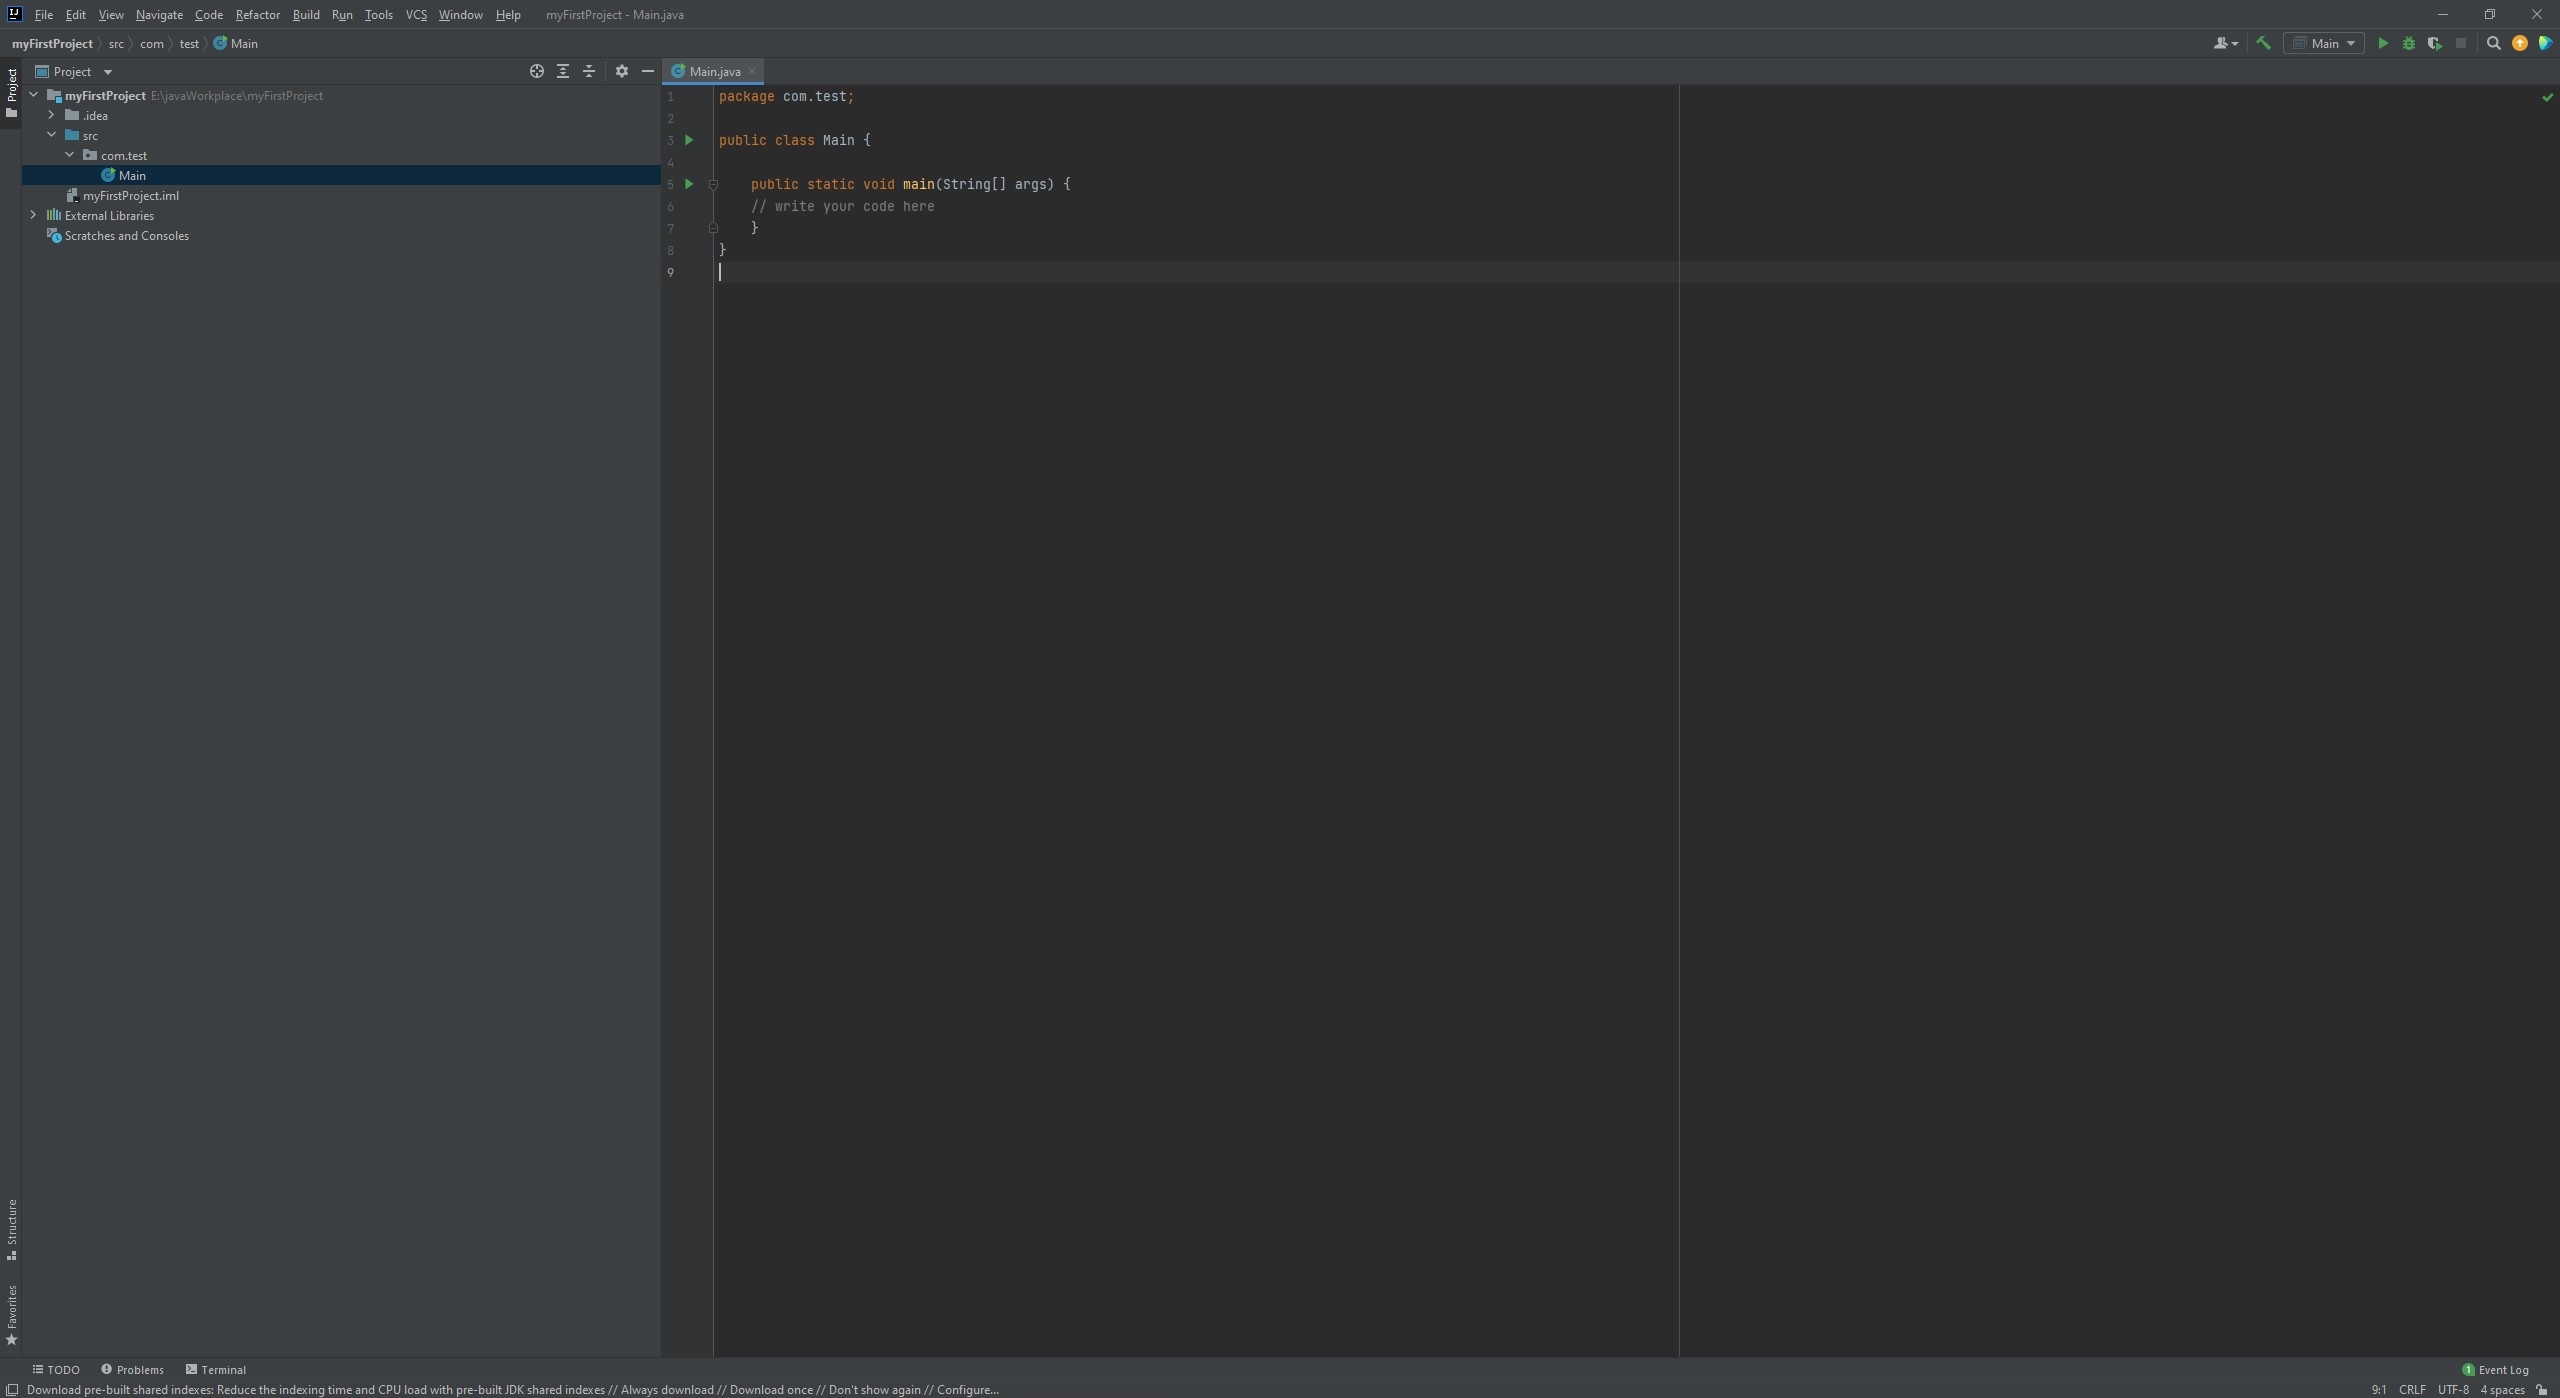 File Edit View Navigate Code Refactor Build Run Tools VCS Window Help myFirstProject - Main.java
myFirstProject src com test Main
Main
Project
Project
myFirstProject E:\javaWorkplace\myFirstProject
.idea
src
com.test
Main
myFirstProject.iml
External Libraries
Scratches and Consoles
Main.java
1 package com.test;
2
3 public class Main {
4
5 public static void main(String[] args) {
6 // write your code here
7 }
8 }
9
Structure
Favorites
TODO Problems Terminal
1 Event Log
Download pre-built shared indexes: Reduce the indexing time and CPU load with pre-built JDK shared indexes // Always download // Download once // Don't show again // Configure...
9:1 CRLF UTF-8 4 spaces